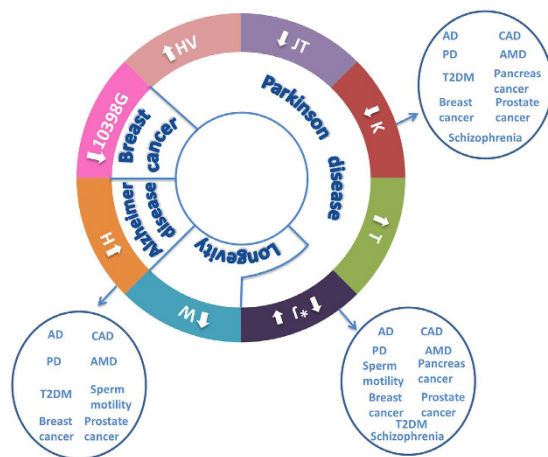 ⬆HV
⬇JT
⬇K
⬆T
⬇J*⬆
⬇W
⬆H
⬇10398G
Parkinson disease
Breast
cancer
Alzheimer
disease
Longevity
AD CAD
PD AMD
T2DM Pancreas
cancer
Breast Prostate
cancer cancer
Schizophrenia
AD CAD
PD AMD
T2DM Sperm
motility
Breast Prostate
cancer cancer
AD CAD
PD AMD
Sperm Pancreas
motility cancer
Breast Prostate
cancer cancer
T2DM
Schizophrenia